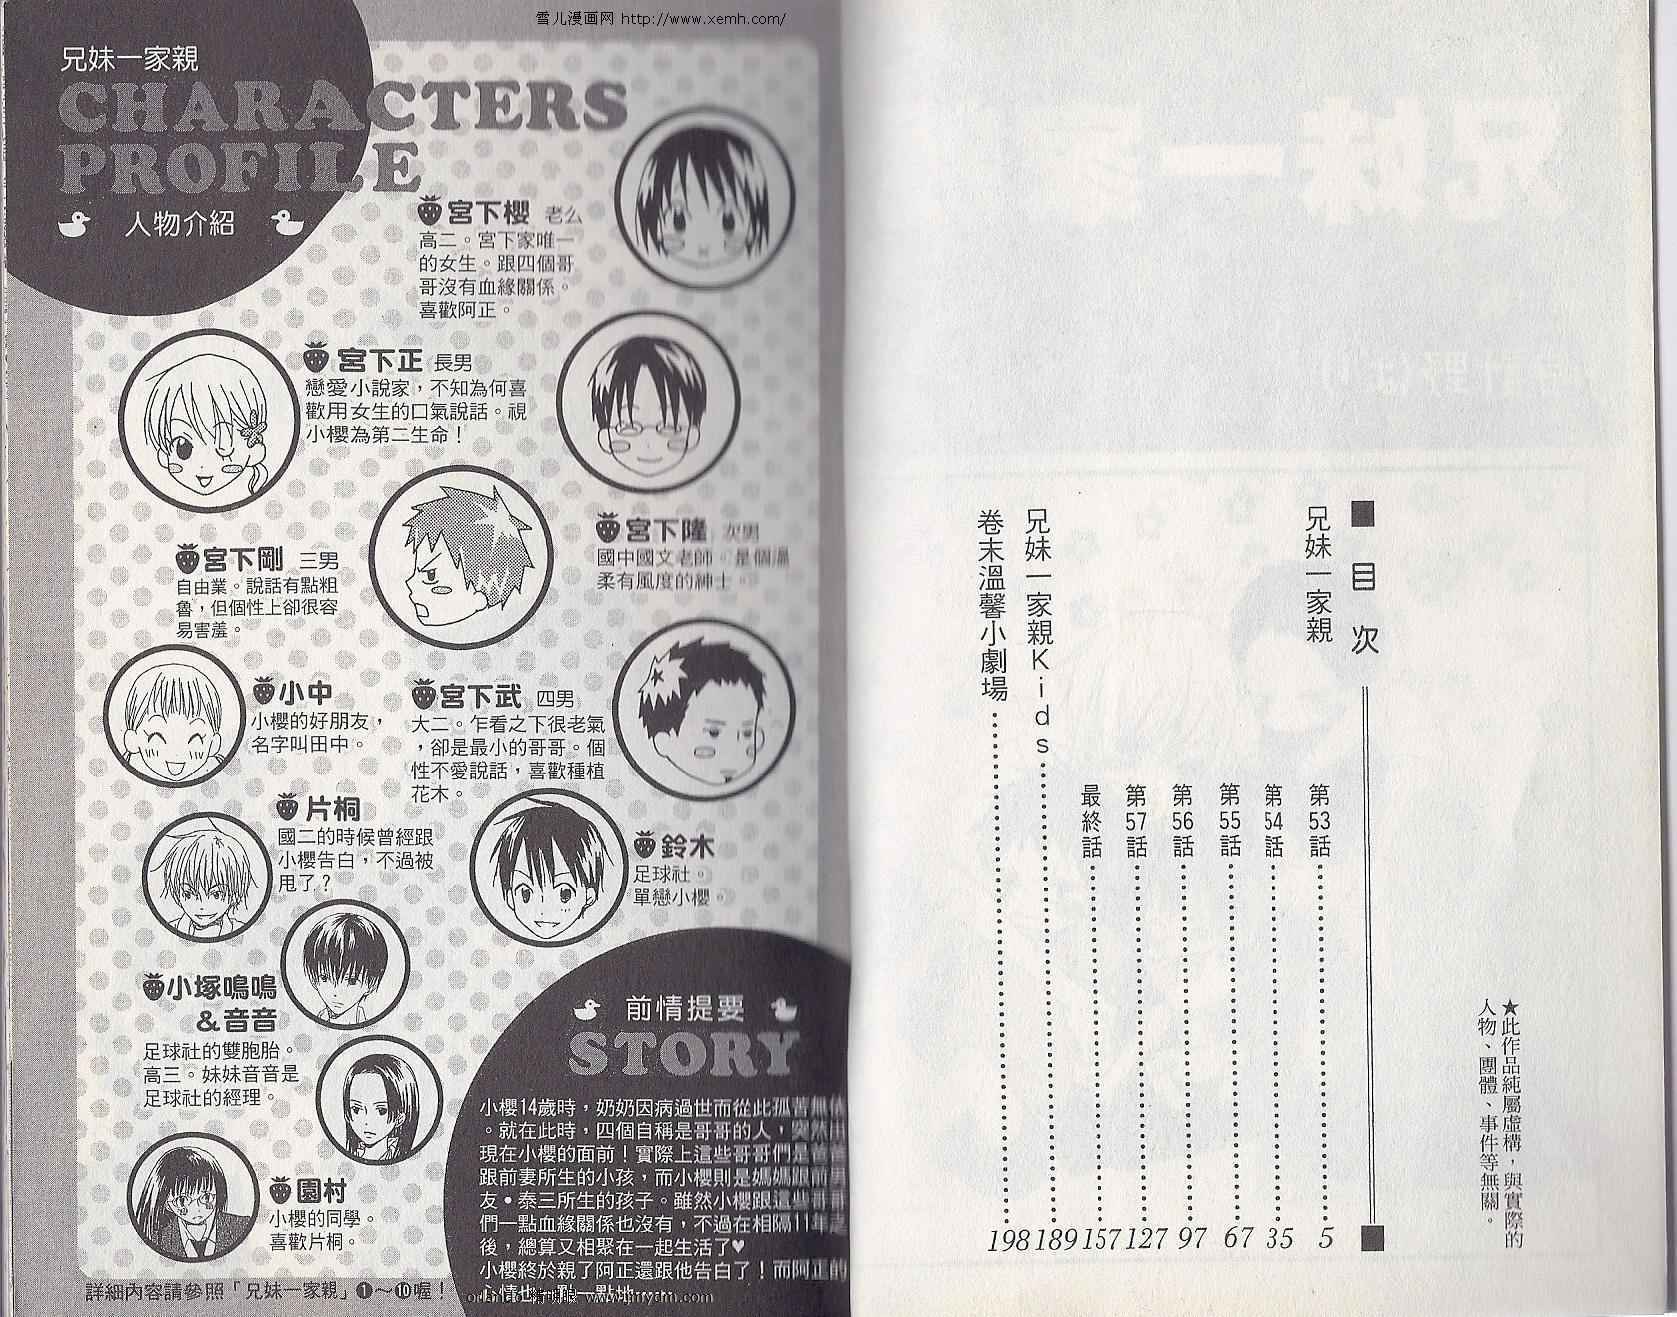 雪儿漫画网 http://www.xemh.com/
兄妹一家親
CHARACTERS
PROFILE
人物介紹
宮下櫻 老么
高二。宮下家唯一
的女生。跟四個哥
哥沒有血緣關係。
喜歡阿正。
宮下正 長男
戀愛小說家，不知為何喜
歡用女生的口氣說話。視
小櫻為第二生命！
宮下隆 次男
國中國文老師。是個溫
柔有風度的紳士。
宮下剛 三男
自由業。說話有點粗
魯，但個性上卻很容
易害羞。
宮下武 四男
大二。乍看之下很老氣
，卻是最小的哥哥。個
性不愛說話，喜歡種植
花木。
小中
小櫻的好朋友，
名字叫田中。
片桐
國二的時候曾經跟
小櫻告白，不過被
甩了？
鈴木
足球社。
單戀小櫻。
小塚鳴鳴
＆音音
足球社的雙胞胎。
高三。妹妹音音是
足球社的經理。
園村
小櫻的同學。
喜歡片桐。
詳細內容請參照「兄妹一家親」❶～❿喔！
前情提要
STORY
小櫻14歲時，奶奶因病過世而從此孤苦無依
。就在此時，四個自稱是哥哥的人，突然出
現在小櫻的面前！實際上這些哥哥們是爸爸
跟前妻所生的小孩，而小櫻則是媽媽跟前男
友•泰三所生的孩子。雖然小櫻跟這些哥哥
們一點血緣關係也沒有，不過在相隔11年之
後，總算又相聚在一起生活了♥
小櫻終於親了阿正還跟他告白了！而阿正的
心情也一點一點地……
■目次
兄妹一家親
第53話 5
第54話 35
第55話 67
第56話 97
第57話 127
最終話 157
兄妹一家親Kids 189
卷末溫馨小劇場 198
★此作品純屬虛構，與實際的
人物、團體、事件等無關。